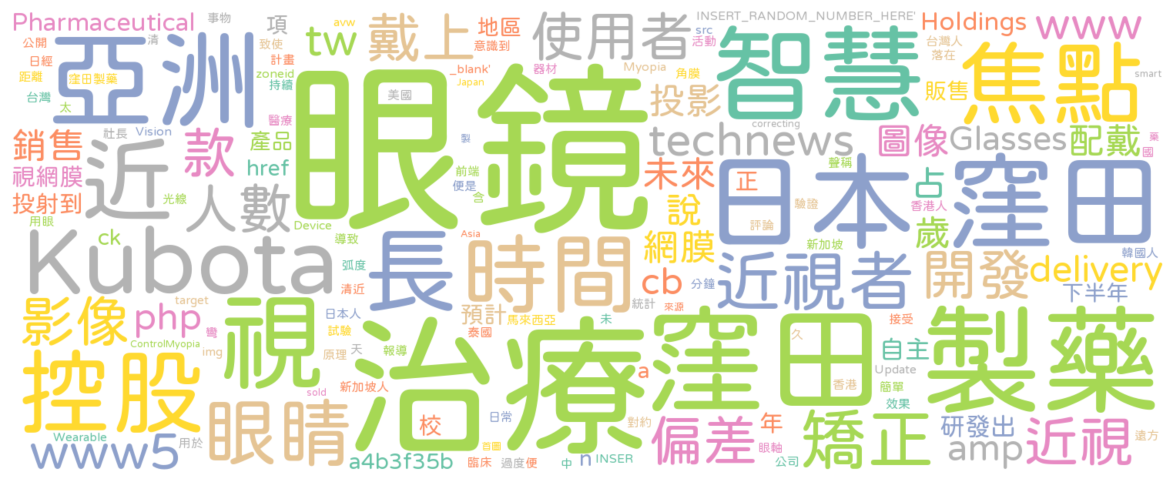 Pharmaceutical
事物
項
tw
戴上
地區
意識到
使用者
INSERT_RANDOM_NUMBER_HERE'
src
活動
Holdings
www
公開
清
avw
致使
日經
計畫
距離
窪田製藥
zoneid
台灣
持續
太
亞洲
眼鏡
美國
_blank'
Japan
器材
Myopia
角膜
投影
智慧
台灣人
落在
販售
焦點
smart
銷售
社長
Vision
近
款
醫療
產品
href
製
technews
correcting
圖像
Glasses
配戴
藥
國
視網膜
投射到
光線
人數
前端
便是
含
未來
說
正
聲稱
占
香港人
用眼
ck
Device
導致
長
Asia
時間
網膜
評論
驗證
日本
歲
窪田
韓國人
Kubota
弧度
清近
cb
分鐘
近視者
新加坡
開發
delivery
下半年
影像
php
target
彎
日本人
試驗
預計
統計
馬來西亞
來源
泰國
未
接受
ControlMyopia
img
原理
天
報導
視
治療
窪田
久
香港
自主
Update
簡單
製藥
控股
新加坡人
a
效果
sold
眼睛
校
日常
對約
偏差
年
矯正
研發出
遠方
www5
Wearable
用於
a4b3f35b
百圖
臨床
過度
便
中
n
INSER
眼軸
公司
amp
近視